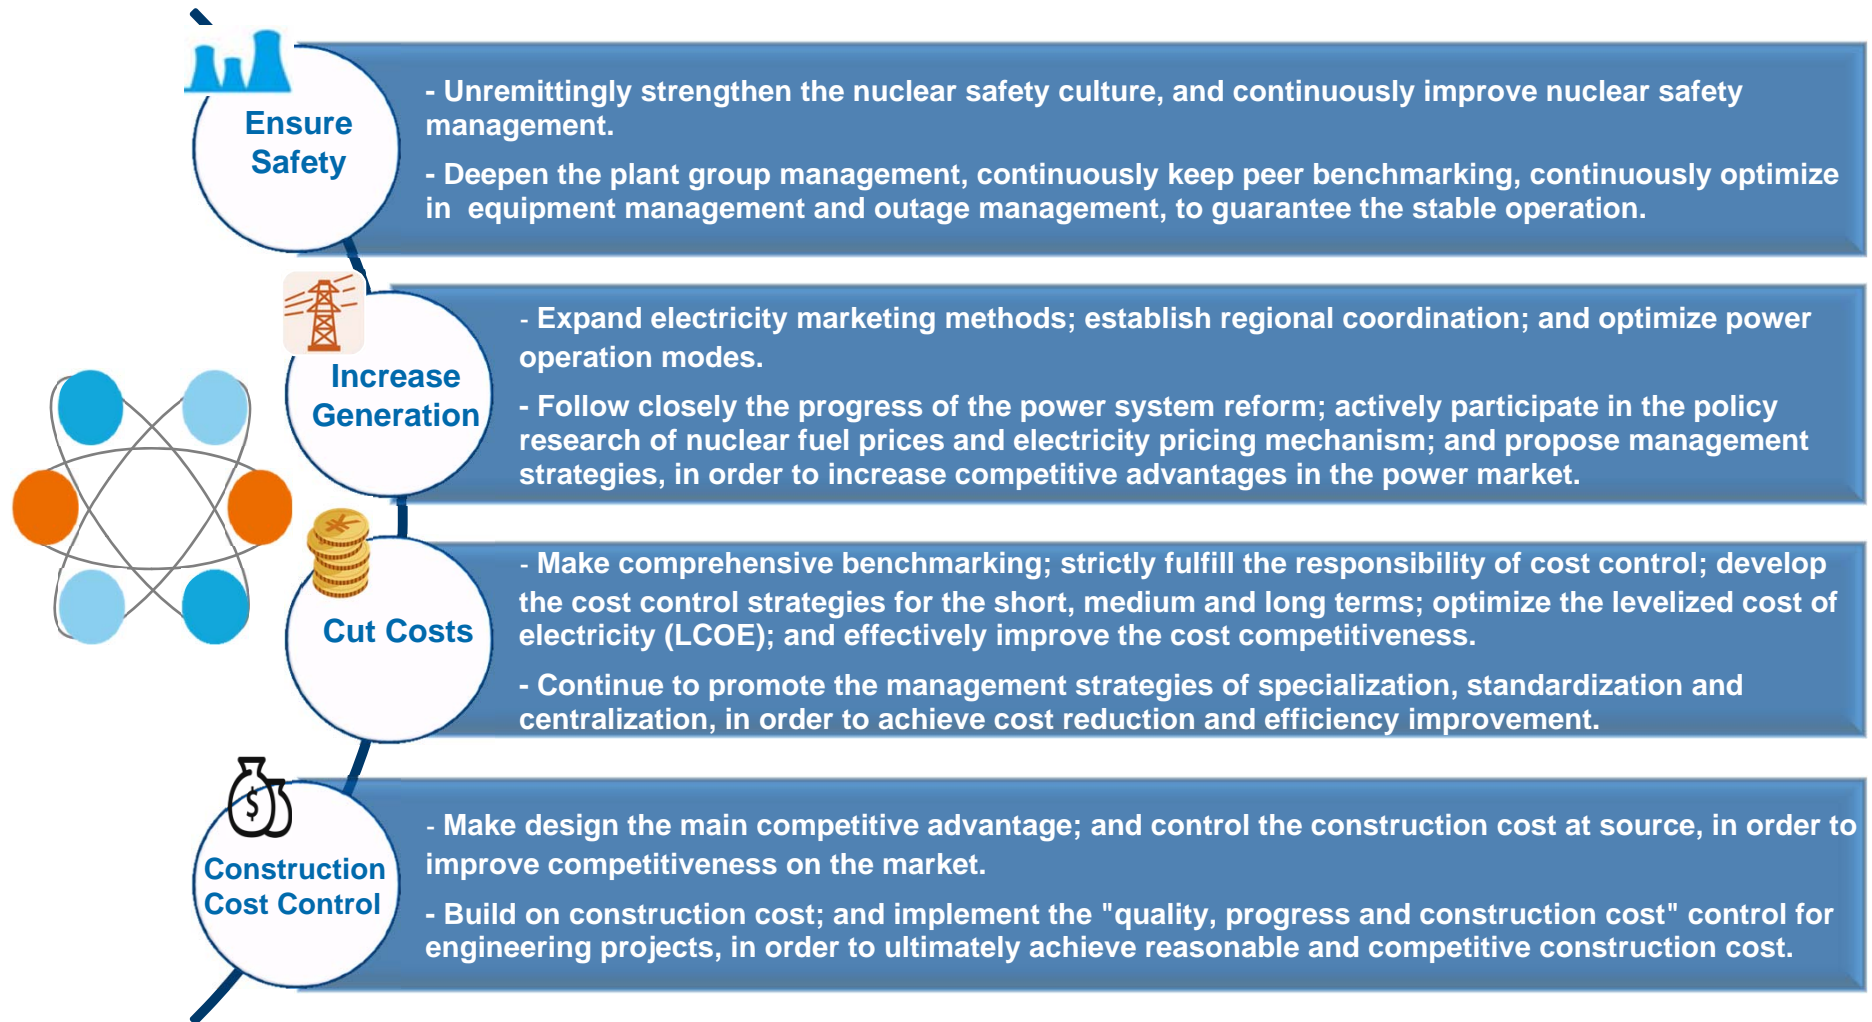 Ensure
Safety
- Unremittingly strengthen the nuclear safety culture, and continuously improve nuclear safety
management.
- Deepen the plant group management, continuously keep peer benchmarking, continuously optimize
in  equipment management and outage management, to guarantee the stable operation.
Increase
Generation
- Expand electricity marketing methods; establish regional coordination; and optimize power
operation modes.
- Follow closely the progress of the power system reform; actively participate in the policy
research of nuclear fuel prices and electricity pricing mechanism; and propose management
strategies, in order to increase competitive advantages in the power market.
¥
Cut Costs
- Make comprehensive benchmarking; strictly fulfill the responsibility of cost control; develop
the cost control strategies for the short, medium and long terms; optimize the levelized cost of
electricity (LCOE); and effectively improve the cost competitiveness.
- Continue to promote the management strategies of specialization, standardization and
centralization, in order to achieve cost reduction and efficiency improvement.
$
Construction
Cost Control
- Make design the main competitive advantage; and control the construction cost at source, in order to
improve competitiveness on the market.
- Build on construction cost; and implement the "quality, progress and construction cost" control for
engineering projects, in order to ultimately achieve reasonable and competitive construction cost.